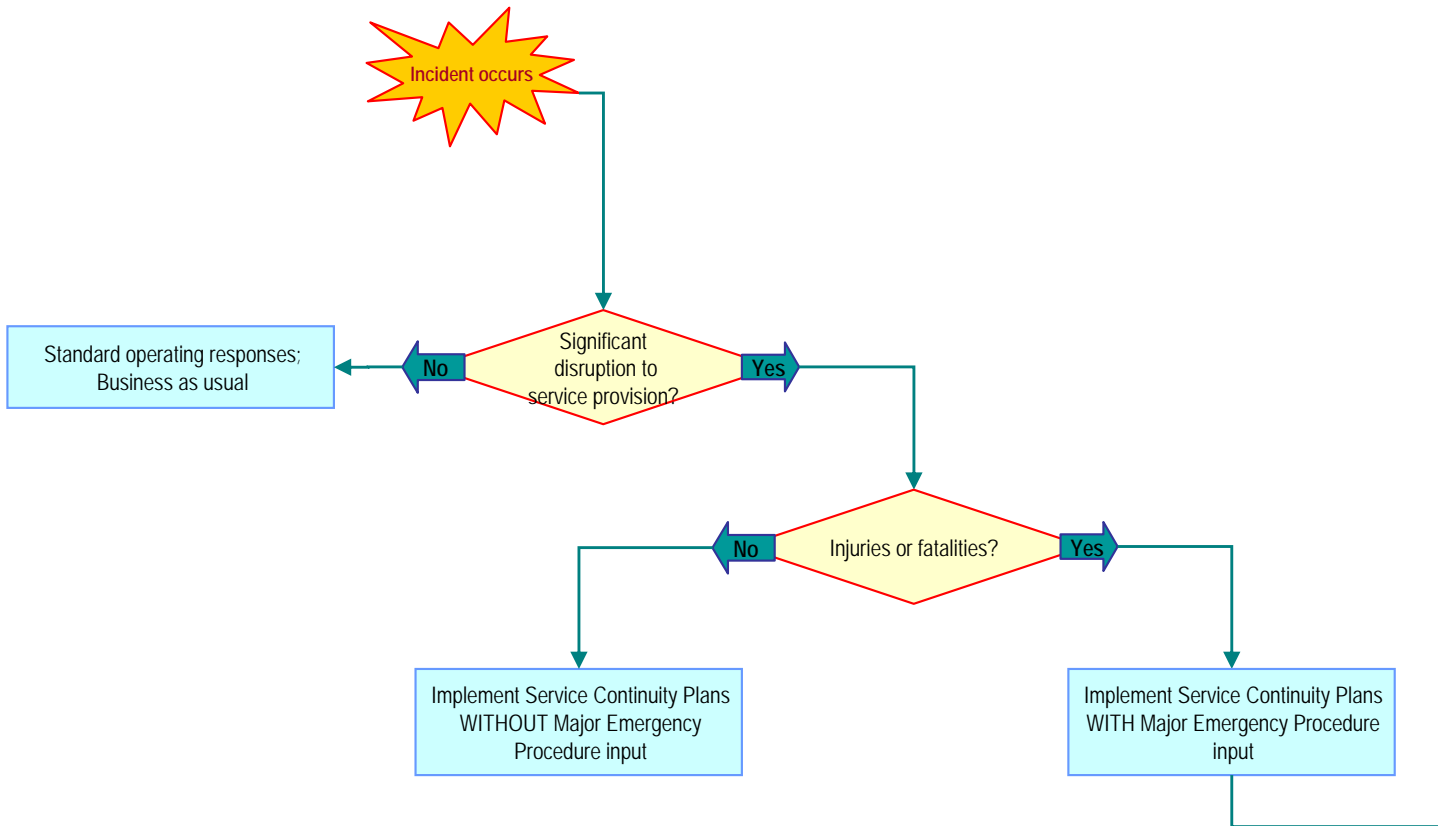 Incident occurs
Significant
disruption to
service provision?
No
Yes
Standard operating responses;
Business as usual
Injuries or fatalities?
No
Yes
Implement Service Continuity Plans
WITHOUT Major Emergency
Procedure input
Implement Service Continuity Plans
WITH Major Emergency Procedure
input